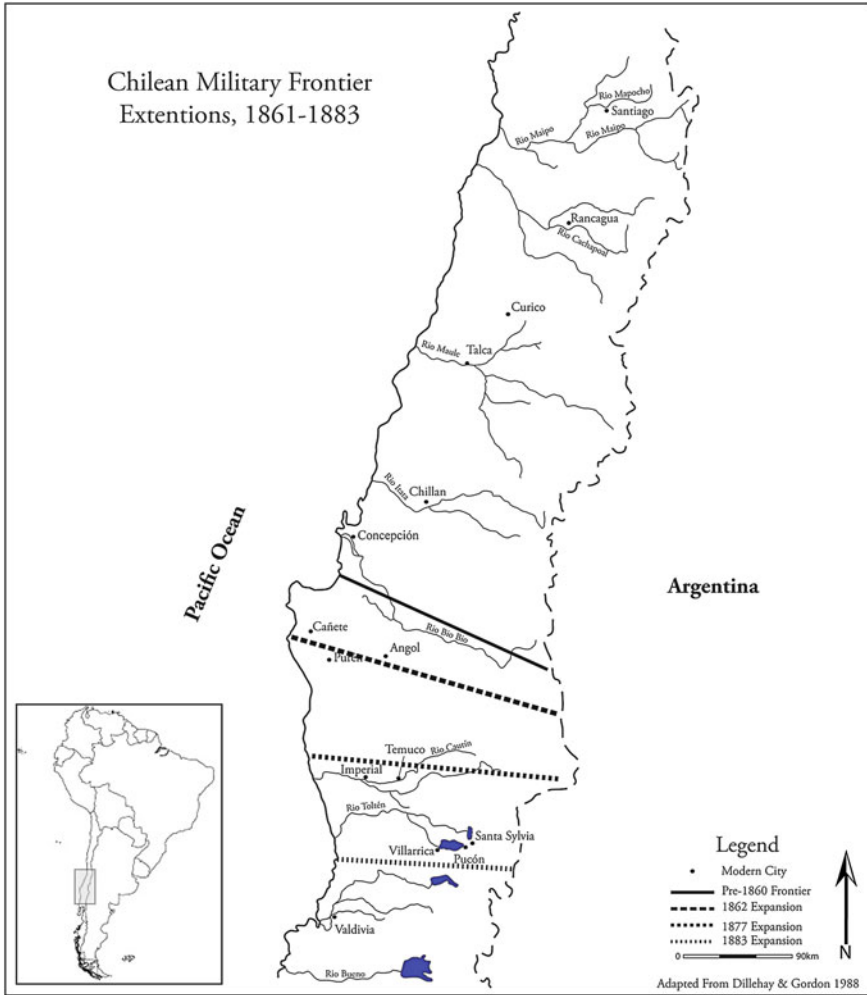 Chilean Military Frontier
Extentions, 1861-1883
Rio Mapocho
Santiago
Rio Maipo
Rio Maipo
Rancagua
Rio Cachapoal
Curico
Rio Maule
Talca
Rio Itata
Chillan
Concepción
Pacific Ocean
Argentina
Rio Bio Bio
Cañete
Angol
Puren
Temuco
Rio Cautín
Imperial
Rio Toltén
Santa Sylvia
Villarrica
Pucón
Valdivia
Rio Bueno
Legend
Modern City
Pre-1860 Frontier
1862 Expansion
1877 Expansion
1883 Expansion
0 90km
N
Adapted From Dillehay & Gordon 1988